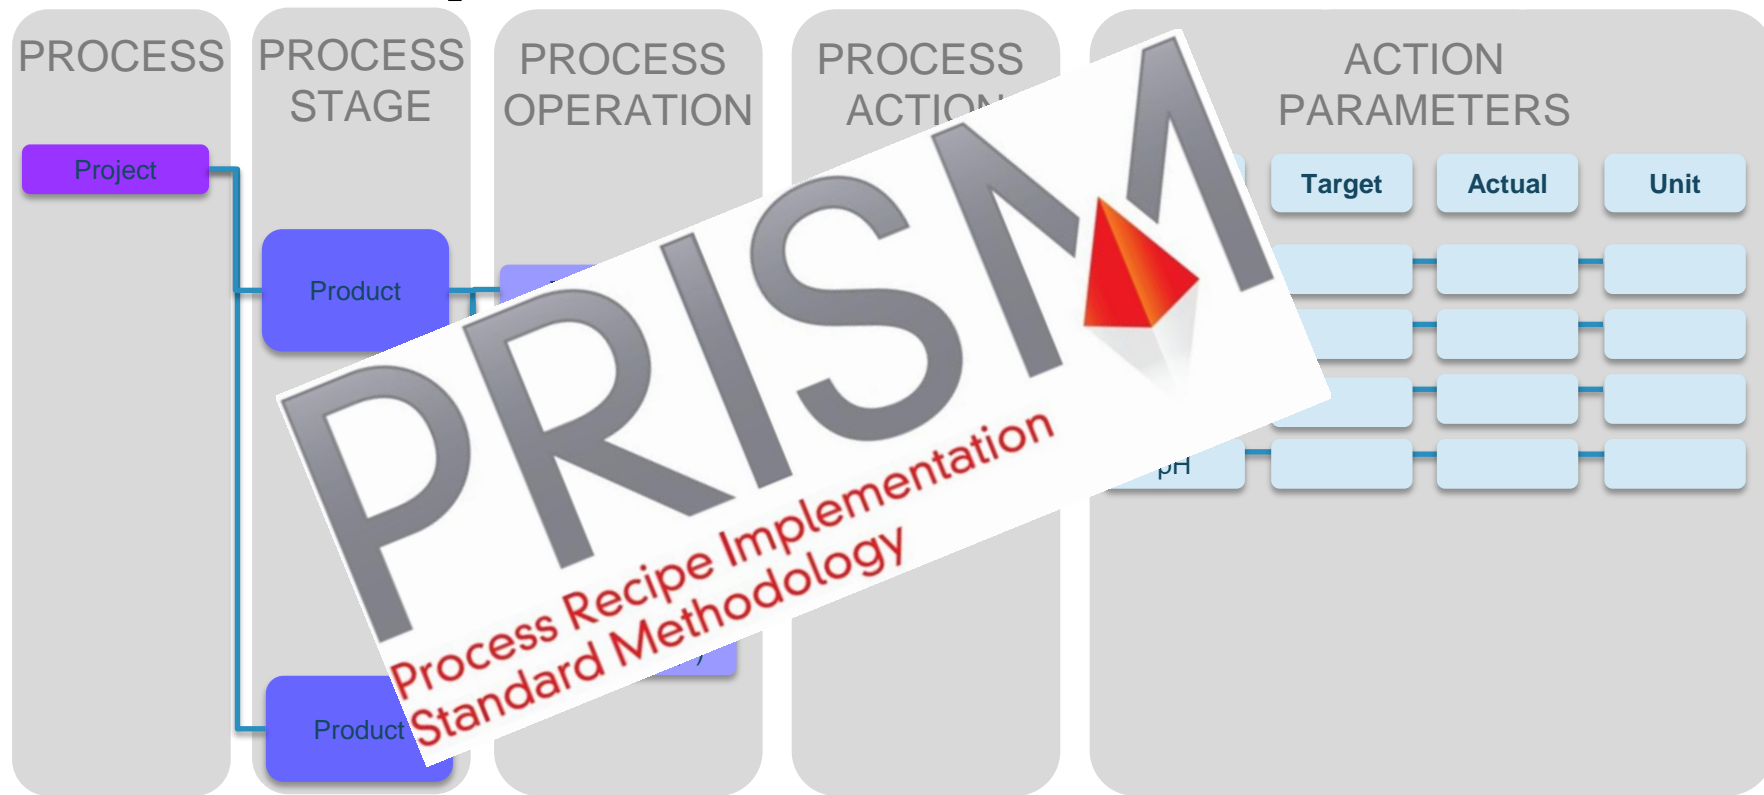 PROCESS
PROCESS
STAGE
PROCESS
OPERATION
PROCESS
ACTION
ACTION
PARAMETERS
Project
Target
Actual
Unit
Product
pH
Product
PRISM
Process Recipe Implementation
Standard Methodology